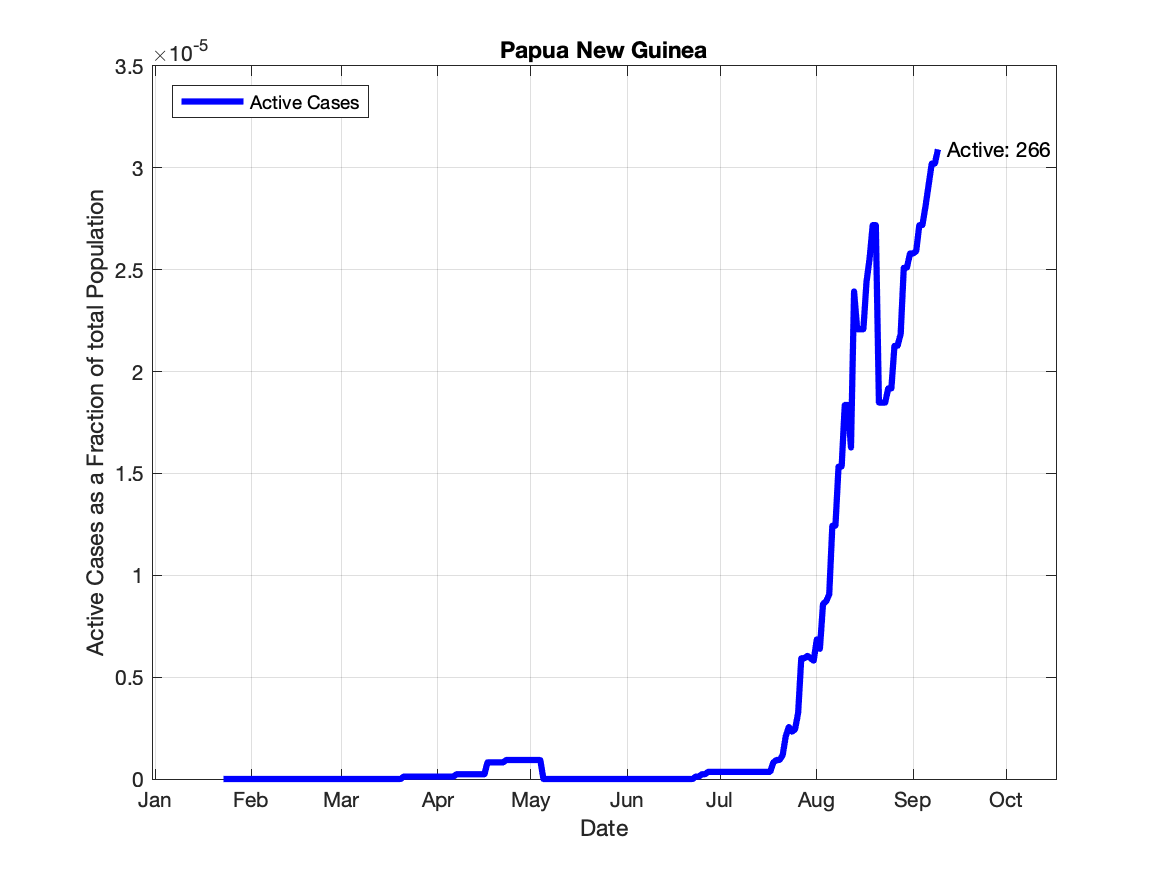 Papua New Guinea
×10⁻⁵
3.5
3
2.5
2
1.5
1
0.5
0
Active Cases as a Fraction of total Population
Active Cases
Active: 266
Jan Feb Mar Apr May Jun Jul Aug Sep Oct
Date